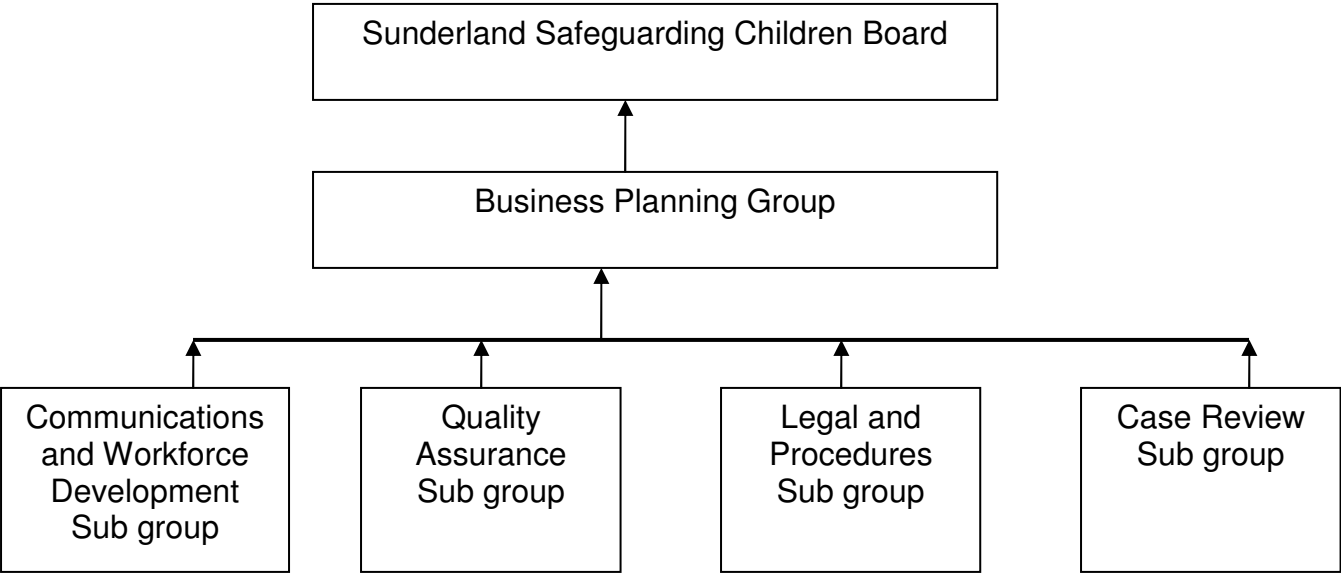 Sunderland Safeguarding Children Board
Business Planning Group
Communications
and Workforce
Development
Sub group
Quality
Assurance
Sub group
Legal and
Procedures
Sub group
Case Review
Sub group